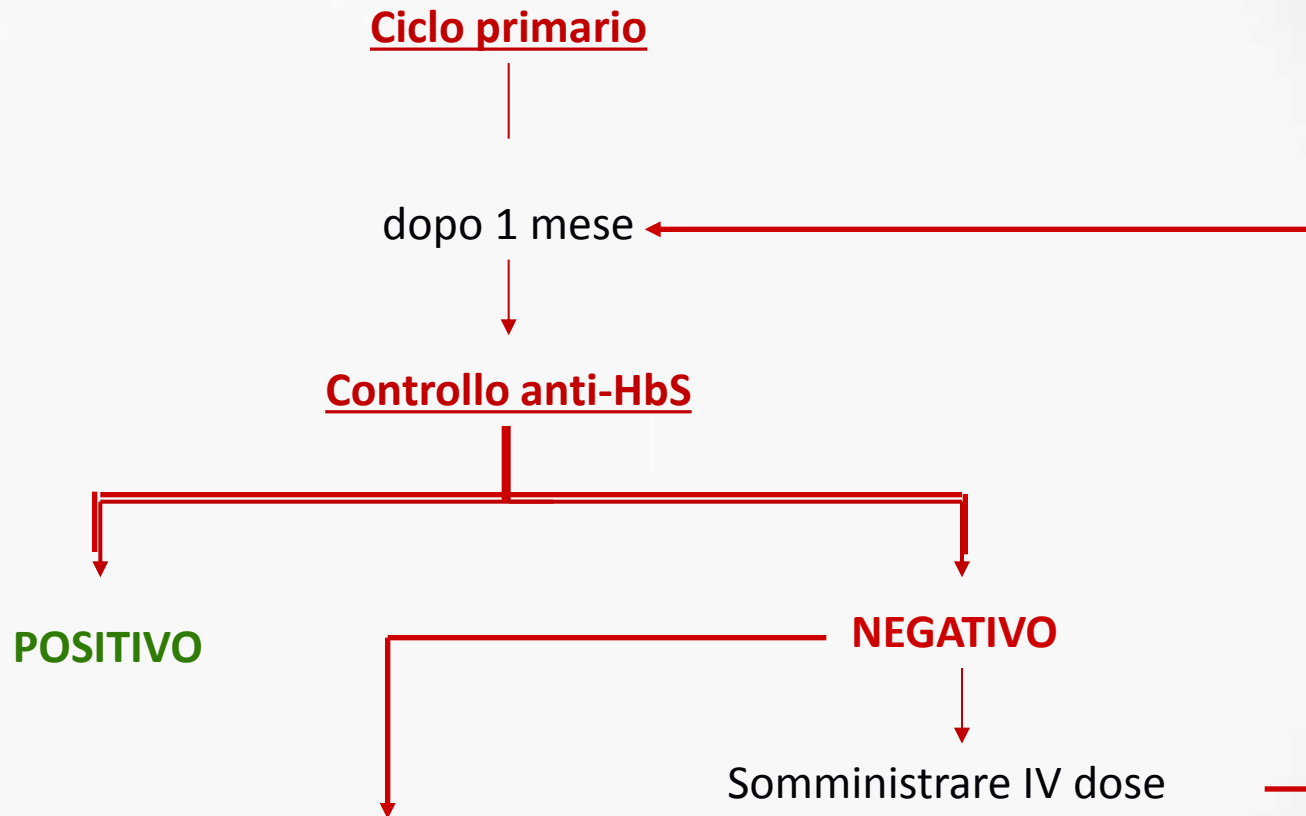 Ciclo primario
dopo 1 mese
Controllo anti-HbS
POSITIVO
NEGATIVO
Somministrare IV dose